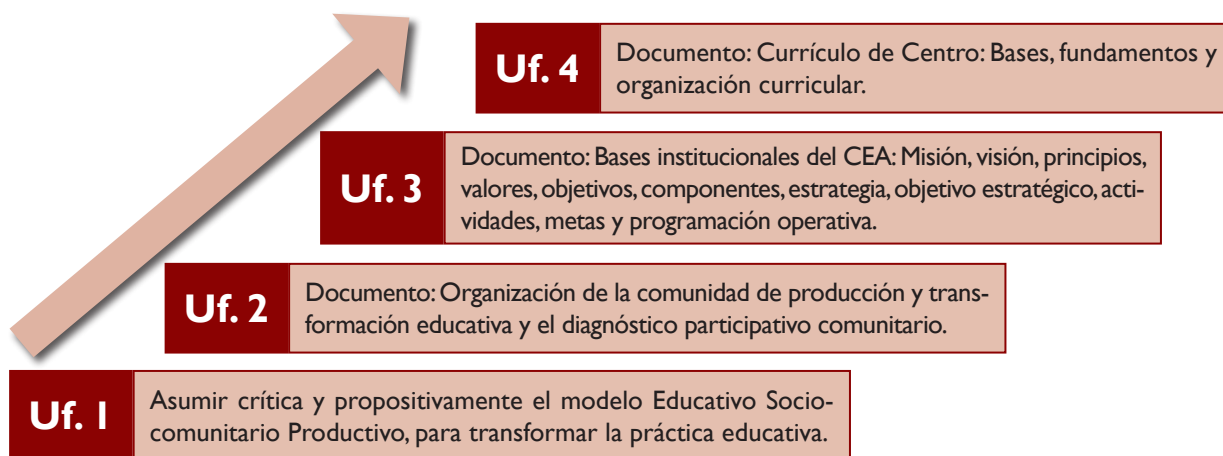 Uf. 4
Documento: Currículo de Centro: Bases, fundamentos y
organización curricular.
Uf. 3
Documento: Bases institucionales del CEA: Misión, visión, principios,
valores, objetivos, componentes, estrategia, objetivo estratégico, acti-
vidades, metas y programación operativa.
Uf. 2
Documento: Organización de la comunidad de producción y trans-
formación educativa y el diagnóstico participativo comunitario.
Uf. 1
Asumir crítica y propositivamente el modelo Educativo Socio-
comunitario Productivo, para transformar la práctica educativa.